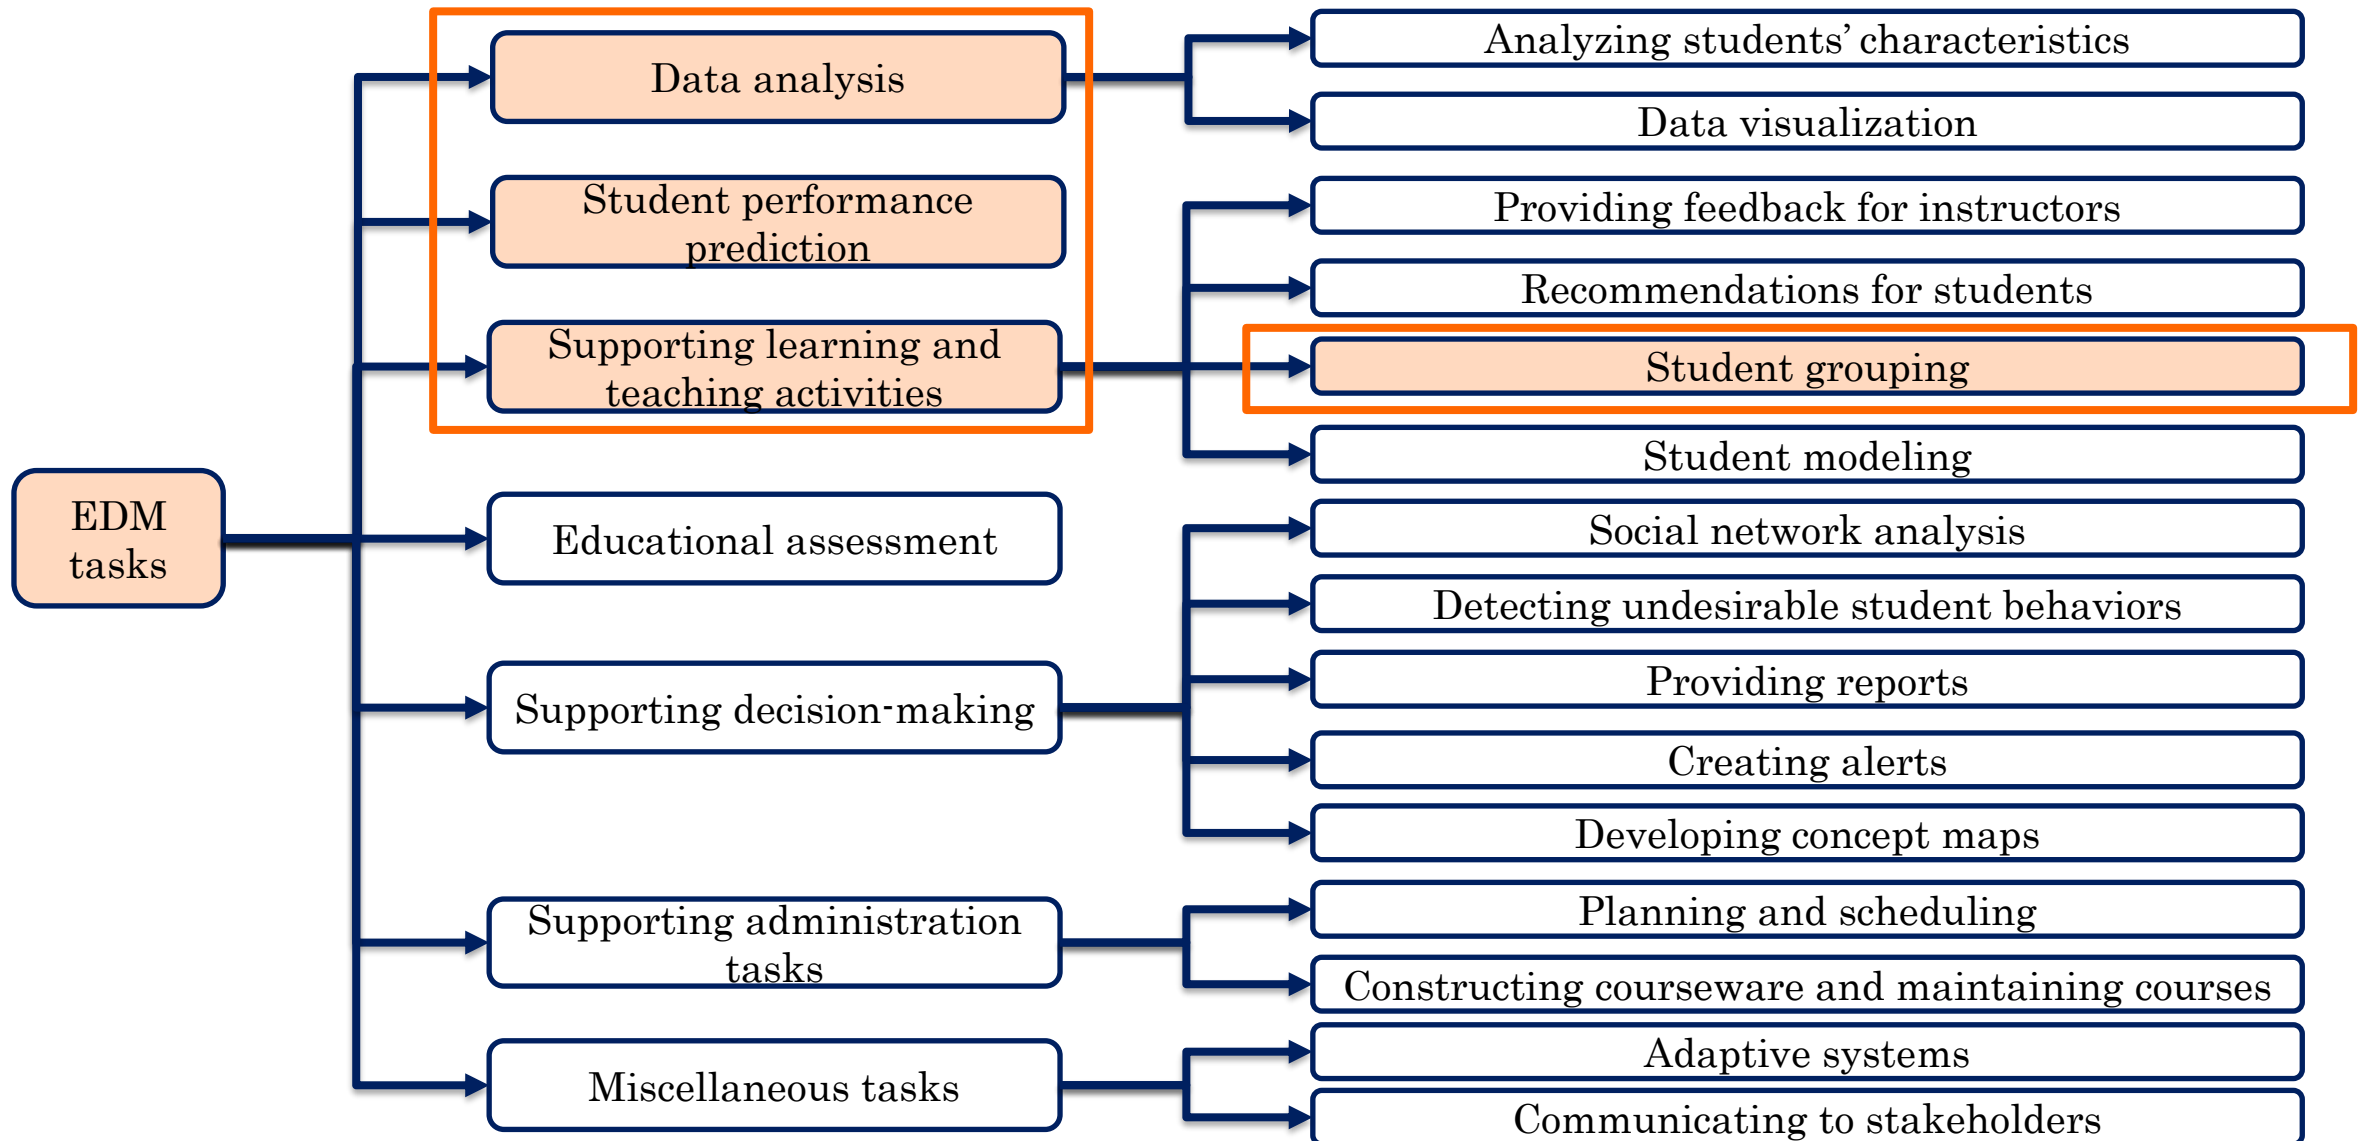 EDM
tasks
Data analysis
Student performance
prediction
Supporting learning and
teaching activities
Educational assessment
Supporting decision-making
Supporting administration
tasks
Miscellaneous tasks
Analyzing students’ characteristics
Data visualization
Providing feedback for instructors
Recommendations for students
Student grouping
Student modeling
Social network analysis
Detecting undesirable student behaviors
Providing reports
Creating alerts
Developing concept maps
Planning and scheduling
Constructing courseware and maintaining courses
Adaptive systems
Communicating to stakeholders